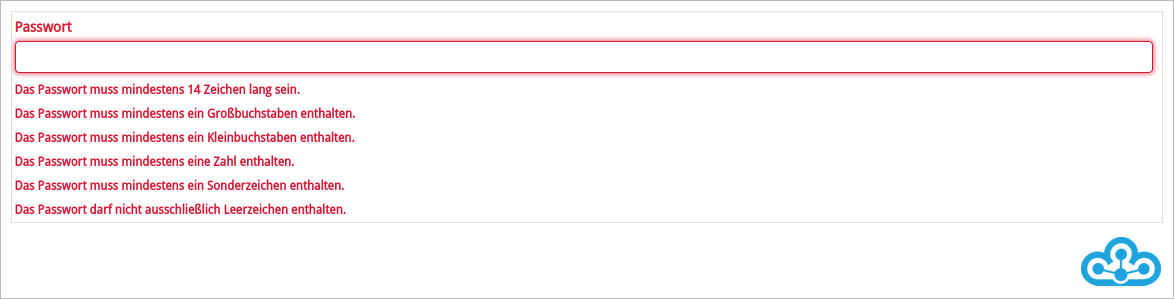 Passwort
Das Passwort muss mindestens 14 Zeichen lang sein.
Das Passwort muss mindestens ein Großbuchstaben enthalten.
Das Passwort muss mindestens ein Kleinbuchstaben enthalten.
Das Passwort muss mindestens eine Zahl enthalten.
Das Passwort muss mindestens ein Sonderzeichen enthalten.
Das Passwort darf nicht ausschließlich Leerzeichen enthalten.